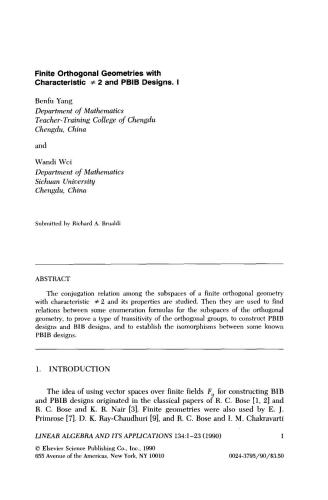 Finite Orthogonal Geometries with
Characteristic ≠ 2 and PBIB Designs. I
Benfu Yang
Department of Mathematics
Teacher-Training College of Chengdu
Chengdu, China
and
Wandi Wei
Department of Mathematics
Sichuan University
Chengdu, China
Submitted by Richard A. Brualdi
ABSTRACT
The conjugation relation among the subspaces of a finite orthogonal geometry
with characteristic ≠ 2 and its properties are studied. Then they are used to find
relations between some enumeration formulas for the subspaces of the orthogonal
geometry, to prove a type of transitivity of the orthogonal groups, to construct PBIB
designs and BIB designs, and to establish the isomorphisms between some known
PBIB designs.
1. INTRODUCTION
The idea of using vector spaces over finite fields F_q for constructing BIB
and PBIB designs originated in the classical papers of R. C. Bose [1, 2] and
R. C. Bose and K. R. Nair [3]. Finite geometries were also used by E. J.
Primrose [7], D. K. Ray-Chaudhuri [9], and R. C. Bose and I. M. Chakravarti
LINEAR ALGEBRA AND ITS APPLICATIONS 134:1-23 (1990) 1
© Elsevier Science Publishing Co., Inc., 1990
655 Avenue of the Americas, New York, NY 10010 0024-3795/90/$3.50